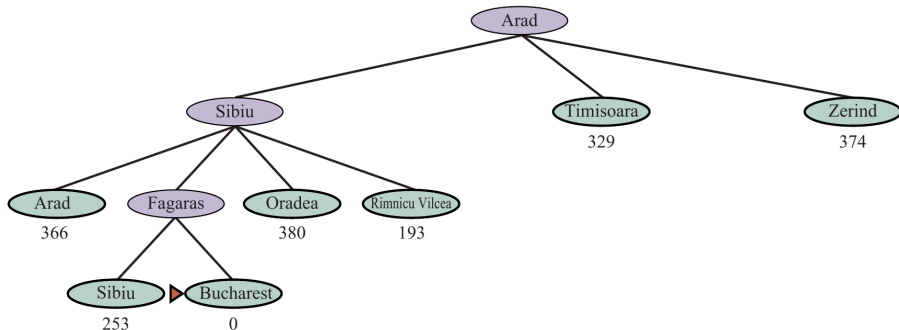 Arad
Sibiu
Timisoara
Zerind
329
374
Arad
Fagaras
Oradea
Rimnicu Vilcea
366
380
193
Sibiu
Bucharest
253
0